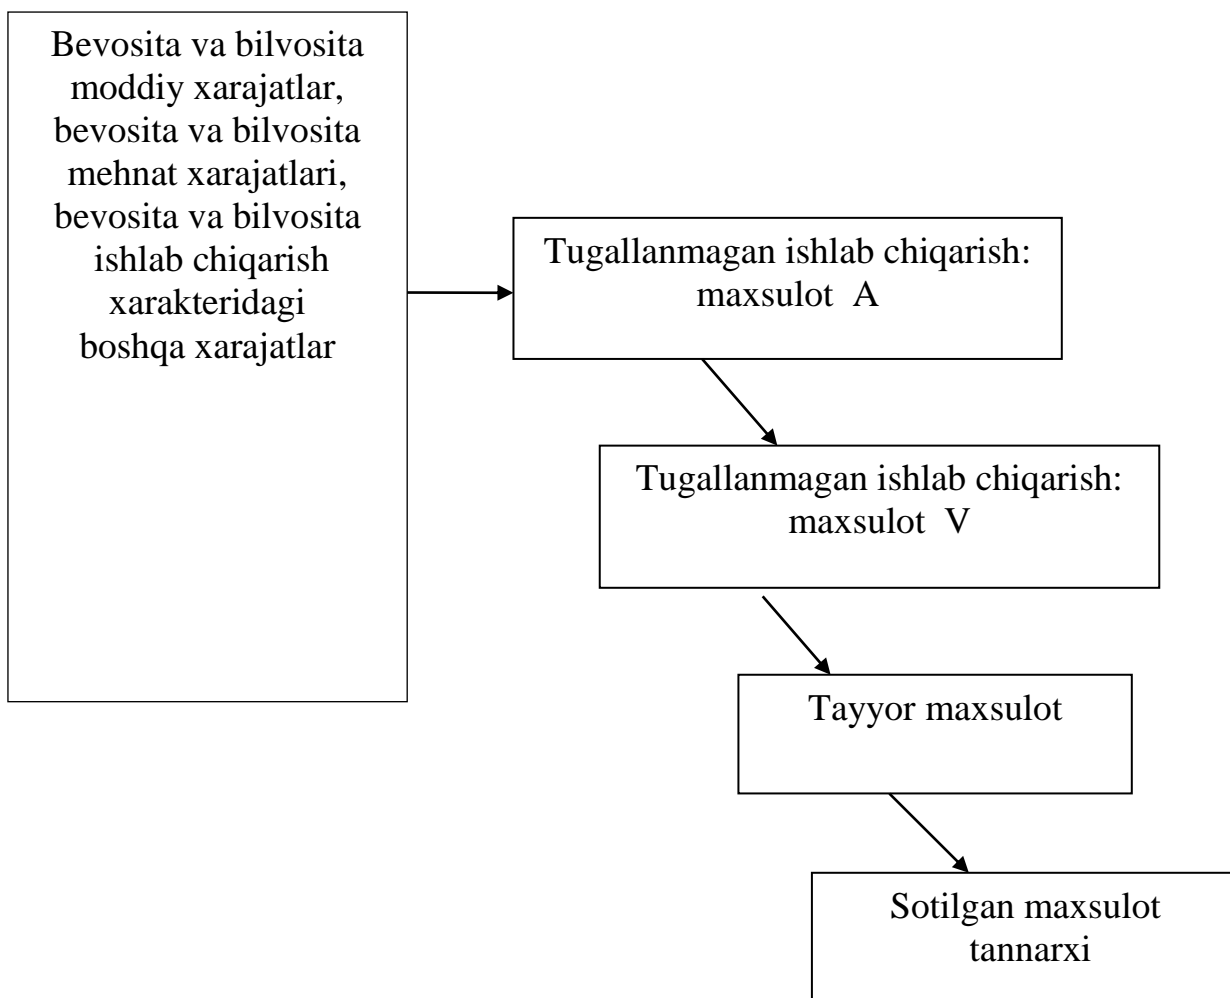 Bevosita va bilvosita
moddiy xarajatlar,
bevosita va bilvosita
mehnat xarajatlari,
bevosita va bilvosita
ishlab chiqarish
xarakteridagi
boshqa xarajatlar
Tugallanmagan ishlab chiqarish:
maxsulot A
Tugallanmagan ishlab chiqarish:
maxsulot V
Tayyor maxsulot
Sotilgan maxsulot
tannarxi